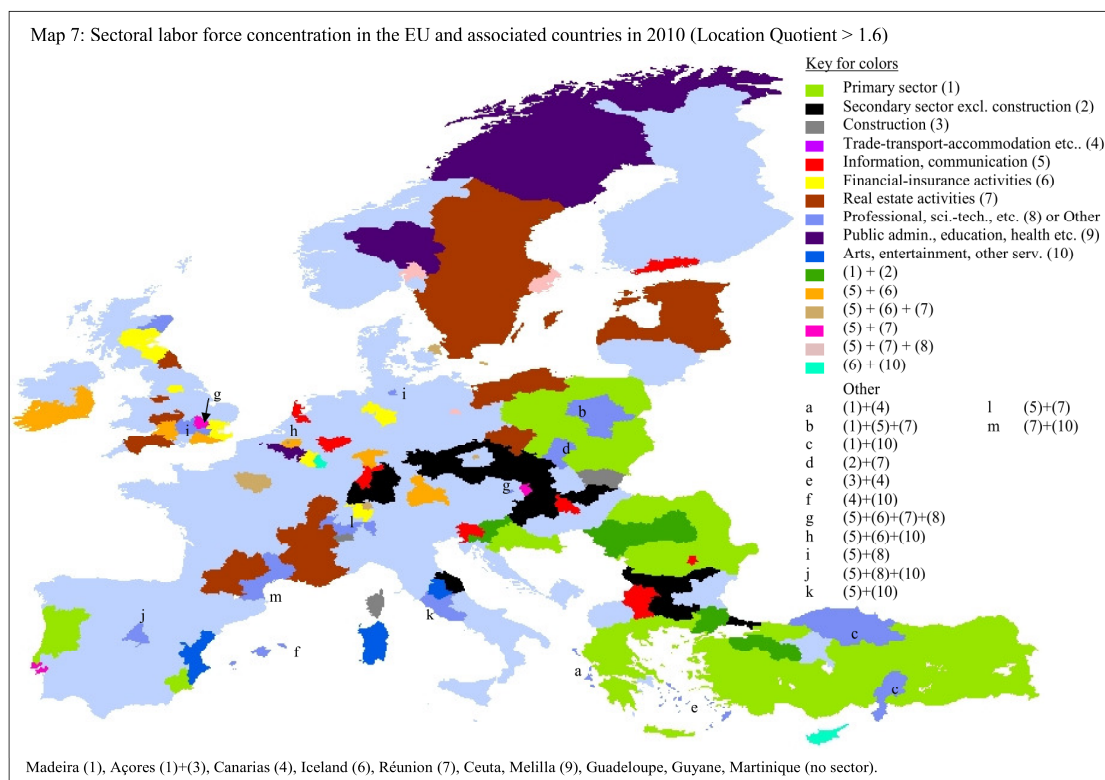 Map 7: Sectoral labor force concentration in the EU and associated countries in 2010 (Location Quotient > 1.6)
Key for colors
Primary sector (1)
Secondary sector excl. construction (2)
Construction (3)
Trade-transport-accommodation etc.. (4)
Information, communication (5)
Financial-insurance activities (6)
Real estate activities (7)
Professional, sci.-tech., etc. (8) or Other
Public admin., education, health etc. (9)
Arts, entertainment, other serv. (10)
(1) + (2)
(5) + (6)
(5) + (6) + (7)
(5) + (7)
(5) + (7) + (8)
(6) + (10)
Other
a (1)+(4) l (5)+(7)
b (1)+(5)+(7) m (7)+(10)
c (1)+(10)
d (2)+(7)
e (3)+(4)
f (4)+(10)
g (5)+(6)+(7)+(8)
h (5)+(6)+(10)
i (5)+(8)
j (5)+(8)+(10)
k (5)+(10)
g
i
i
h
b
d
g
l
m
j
k
f
a
e
c
c
Madeira (1), Açores (1)+(3), Canarias (4), Iceland (6), Réunion (7), Ceuta, Melilla (9), Guadeloupe, Guyane, Martinique (no sector).